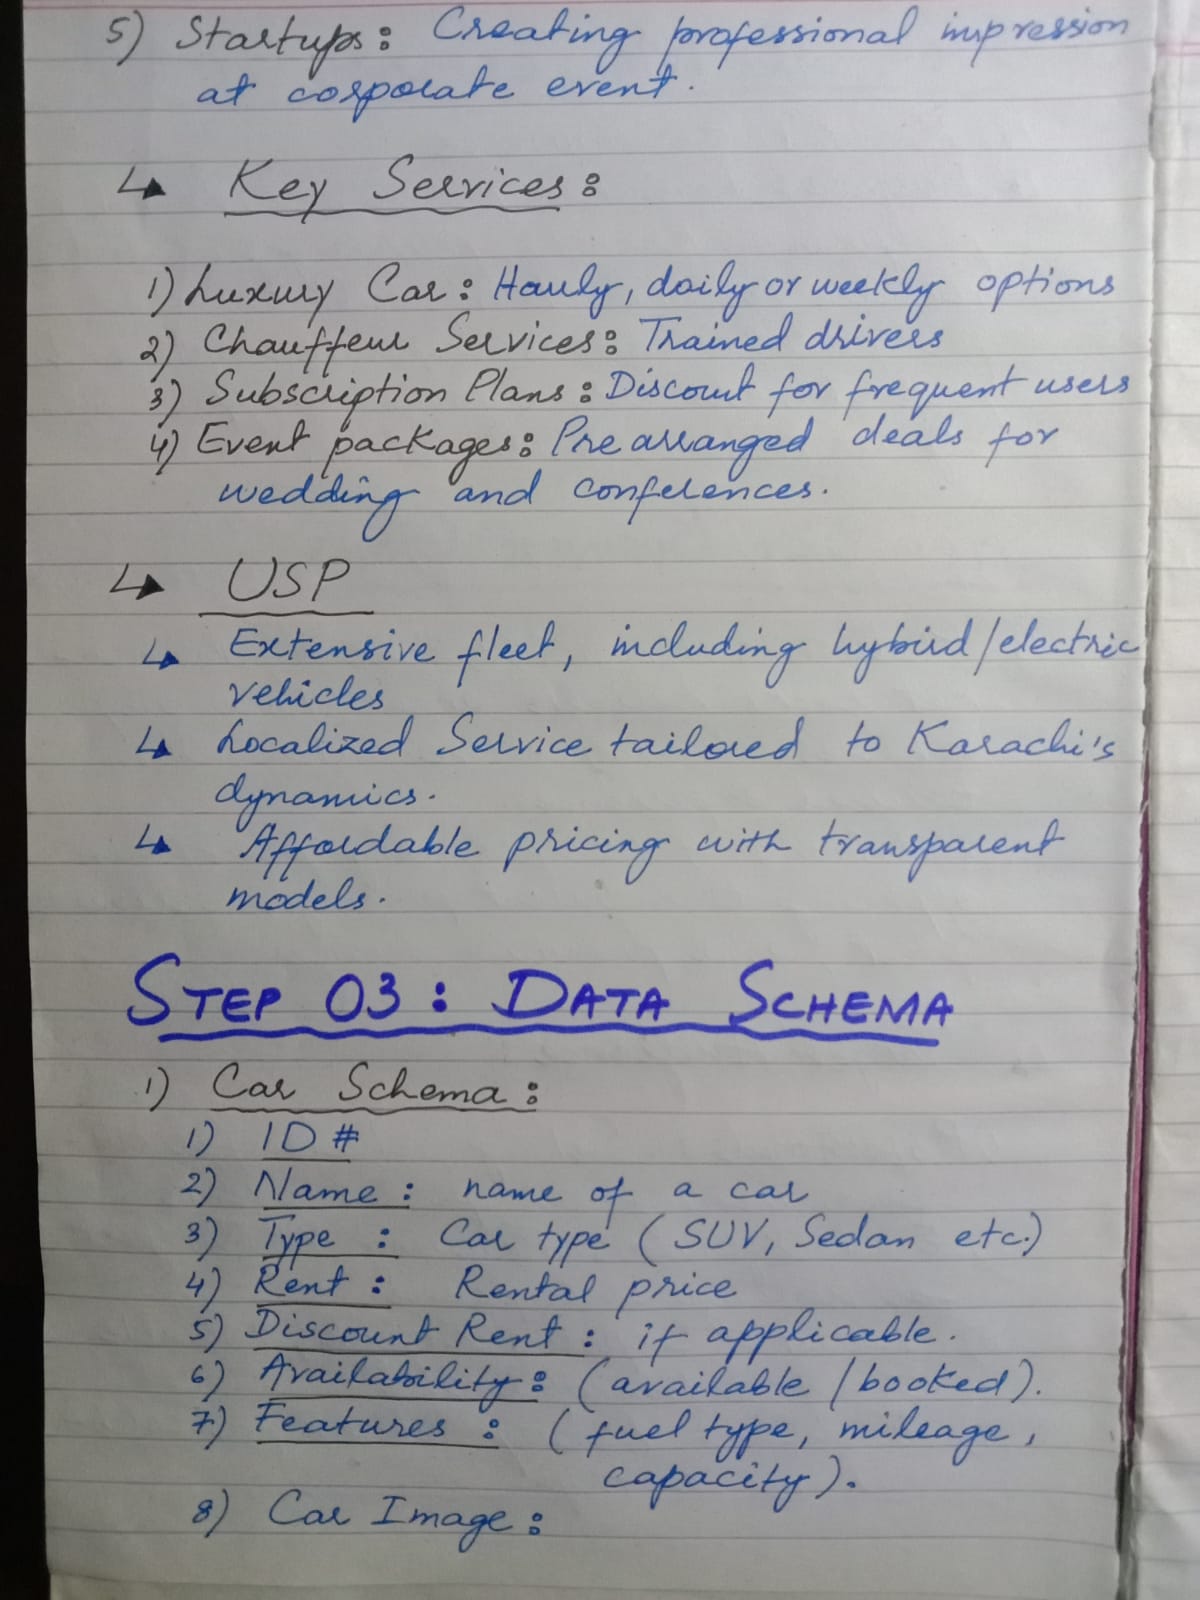 5) Startups: Creating professional impression
at corporate event.
↳ Key Services:
1) Luxury Car: Hauly, daily or weekly options
2) Chauffeur Services: Trained drivers
3) Subscription Plans: Discount for frequent users
4) Event packages: Pre arranged deals for
wedding and conferences.
↳ USP
↳ Extensive fleet, including hybrid/electric
vehicles
↳ Localized Service tailored to Karachi's
dynamics.
↳ Affordable pricing with transparent
models.
STEP 03: DATA SCHEMA
1) Car Schema:
1) ID #
2) Name: name of a car
3) Type: Car type (SUV, Sedan etc.)
4) Rent: Rental price
5) Discount Rent: if applicable.
6) Availability: (available / booked).
7) Features: (fuel type, mileage,
capacity).
8) Car Image: